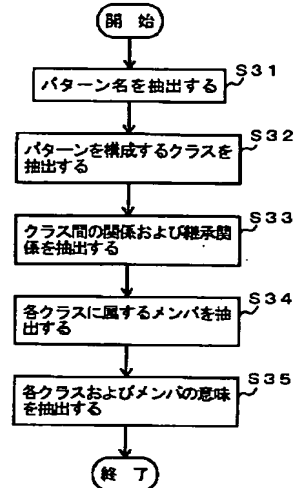 開 始
パターン名を抽出する
S31
パターンを構成するクラスを
抽出する
S32
クラス間の関係および継承関
係を抽出する
S33
各クラスに属するメンバを抽
出する
S34
各クラスおよびメンバの意味
を抽出する
S35
終 了